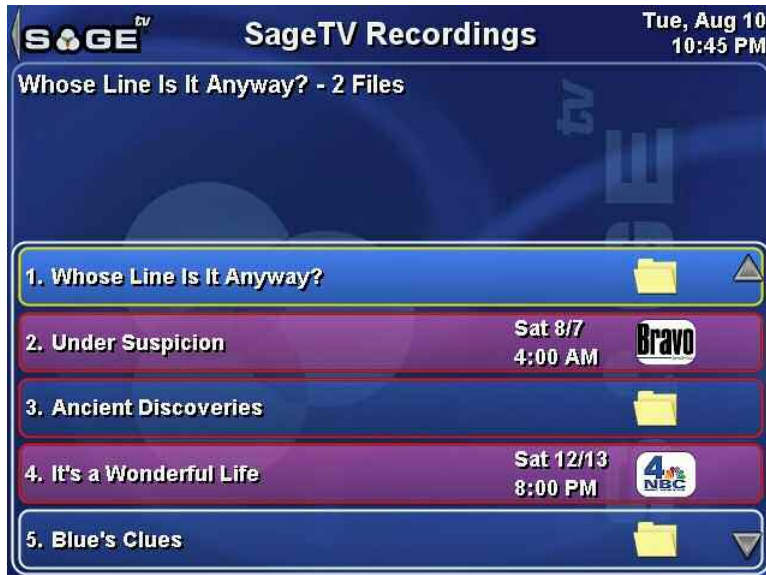 SAGE tv
SageTV Recordings
Tue, Aug 10
10:45 PM
Whose Line Is It Anyway? - 2 Files
SAGE tv
1. Whose Line Is It Anyway?
2. Under Suspicion
Sat 8/7
4:00 AM
Bravo
3. Ancient Discoveries
4. It's a Wonderful Life
Sat 12/13
8:00 PM
4
NBC
5. Blue's Clues